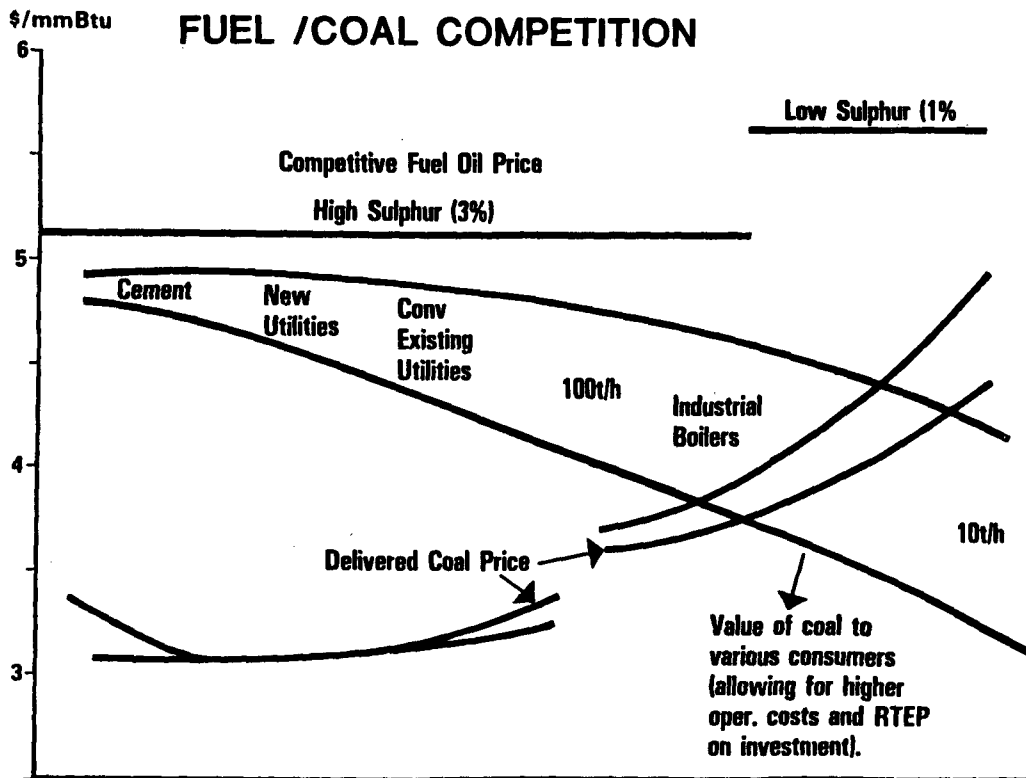 $/mmBtu
FUEL /COAL COMPETITION
6
Low Sulphur (1%
Competitive Fuel Oil Price
High Sulphur (3%)
5
Cement
New
Utilities
Conv
Existing
Utilities
100t/h
Industrial
Boilers
4
10t/h
Delivered Coal Price
3
Value of coal to
various consumers
(allowing for higher
oper. costs and RTEP
on investment).